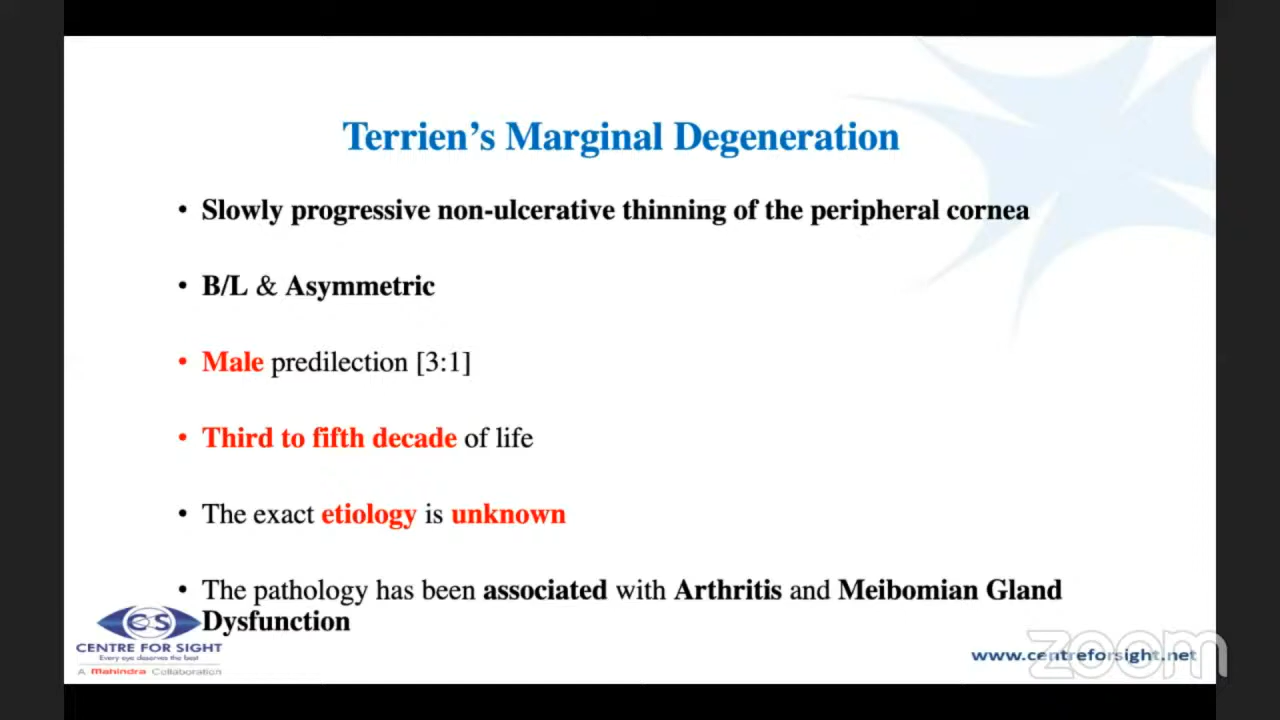 Terrien's Marginal Degeneration
• Slowly progressive non-ulcerative thinning of the peripheral cornea
• B/L & Asymmetric
• Male predilection [3:1]
• Third to fifth decade of life
• The exact etiology is unknown
• The pathology has been associated with Arthritis and Meibomian Gland
Dysfunction
CS
CENTRE FOR SIGHT
Every eye deserves the best
A Mahindra Collaboration
www.centreforsight.net
zoom